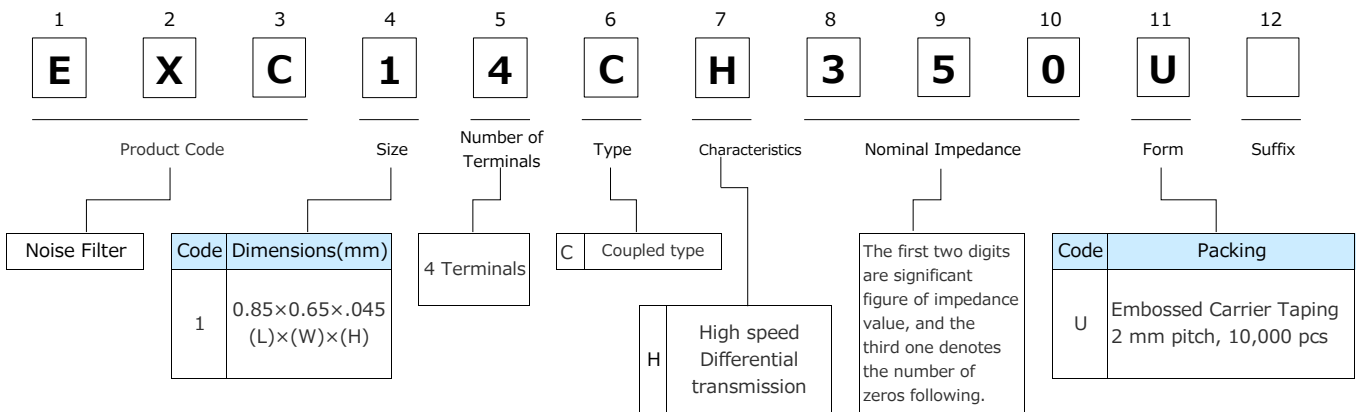 1 2 3 4 5 6 7 8 9 10 11 12
E X C 1 4 C H 3 5 0 U
Product Code Size Number of Terminals Type Characteristics Nominal Impedance Form Suffix
Noise Filter
Code Dimensions(mm)
1 0.85×0.65×.045
(L)×(W)×(H)
4 Terminals
C Coupled type
H High speed
Differential
transmission
The first two digits
are significant
figure of impedance
value, and the
third one denotes
the number of
zeros following.
Code Packing
U Embossed Carrier Taping
2 mm pitch, 10,000 pcs